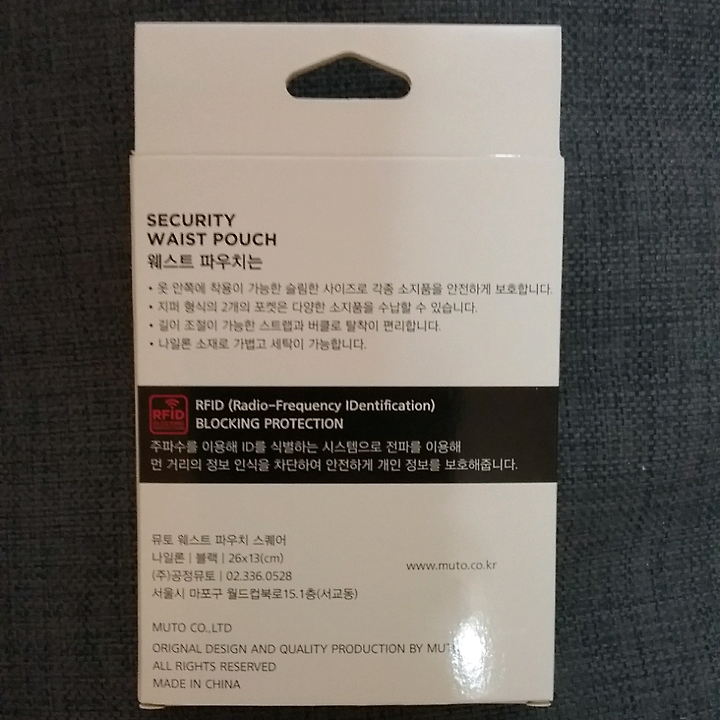 SECURITY
WAIST POUCH
웨스트 파우치는
• 옷 안쪽에 착용이 가능한 슬림한 사이즈로 각종 소지품을 안전하게 보호합니다.
• 지퍼 형식의 2개의 포켓은 다양한 소지품을 수납할 수 있습니다.
• 길이 조절이 가능한 스트랩과 버클로 탈착이 편리합니다.
• 나일론 소재로 가볍고 세탁이 가능합니다.
RFID
RFID (Radio-Frequency IDentification)
BLOCKING PROTECTION
주파수를 이용해 ID를 식별하는 시스템으로 전파를 이용해
먼 거리의 정보 인식을 차단하여 안전하게 개인 정보를 보호해줍니다.
뮤토 웨스트 파우치 스퀘어
나일론 | 블랙 | 26x13(cm)
(주)공정뮤토 | 02.336.0528
서울시 마포구 월드컵북로15.1층(서교동)
www.muto.co.kr
MUTO CO.,LTD
ORIGNAL DESIGN AND QUALITY PRODUCTION BY MUT
ALL RIGHTS RESERVED
MADE IN CHINA